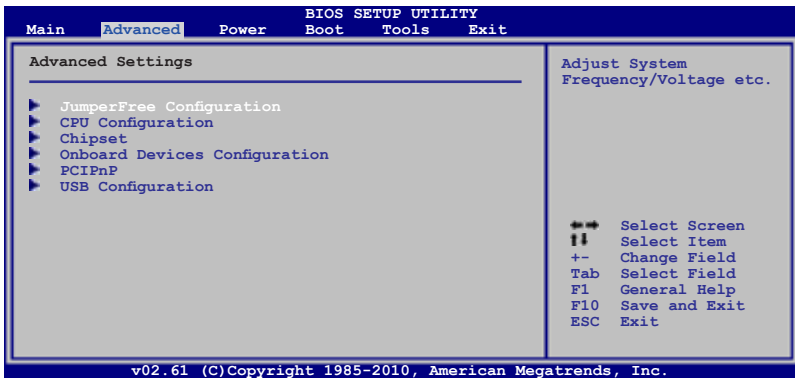 BIOS SETUP UTILITY
Main Advanced Power Boot Tools Exit
Advanced Settings
JumperFree Configuration
CPU Configuration
Chipset
Onboard Devices Configuration
PCIPnP
USB Configuration
Adjust System
Frequency/Voltage etc.
Select Screen
Select Item
+- Change Field
Tab Select Field
F1 General Help
F10 Save and Exit
ESC Exit
v02.61 (C)Copyright 1985-2010, American Megatrends, Inc.